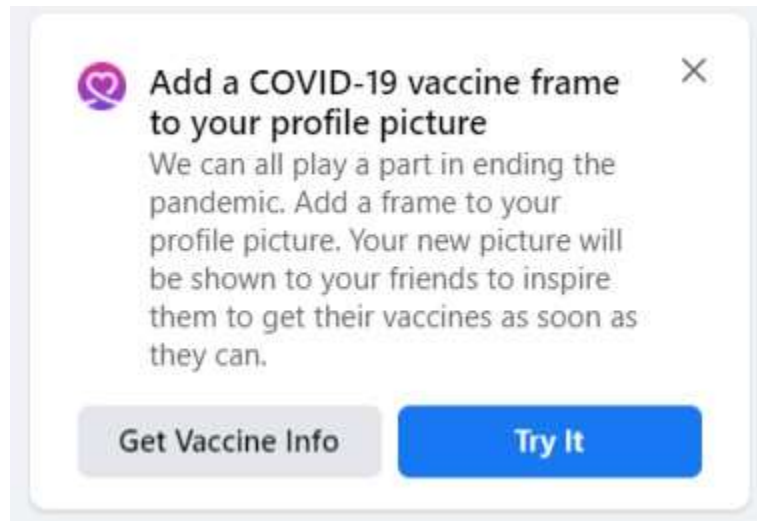 Add a COVID-19 vaccine frame
to your profile picture
We can all play a part in ending the
pandemic. Add a frame to your
profile picture. Your new picture will
be shown to your friends to inspire
them to get their vaccines as soon as
they can.
Get Vaccine Info
Try It